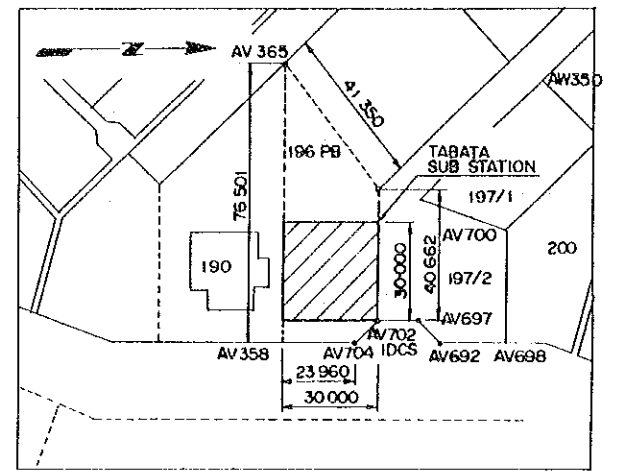 Z
AV 365
AW350
41.350
196 PB
TABATA
SUB STATION
197/1
76.501
30.000
40.662
AV700
200
190
197/2
AV697
AV702
IDCS
AV358
AV704
AV692
AV698
23.960
30.000